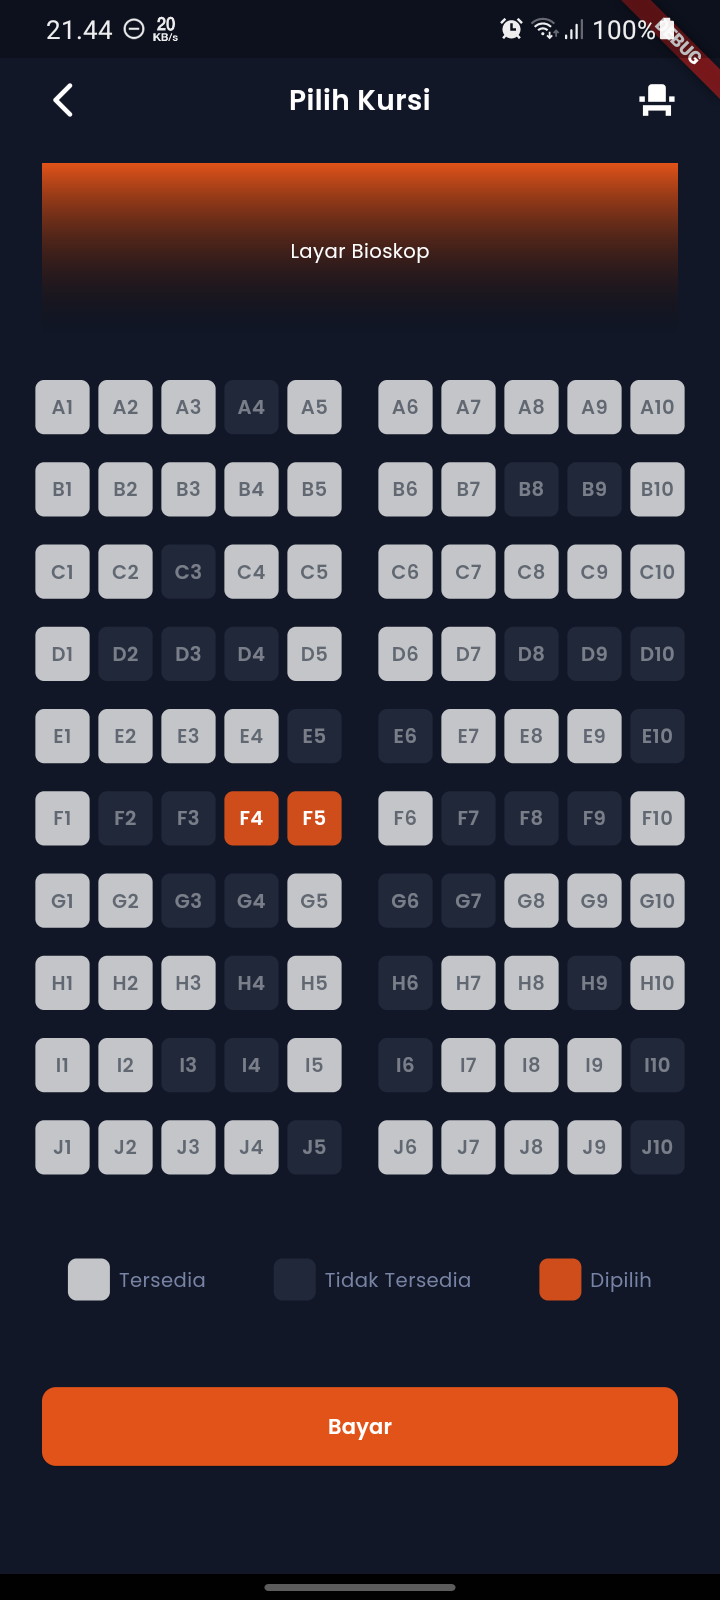 21.44 20 KB/s 100%
Pilih Kursi
Layar Bioskop
A1 A2 A3 A4 A5 A6 A7 A8 A9 A10
B1 B2 B3 B4 B5 B6 B7 B8 B9 B10
C1 C2 C3 C4 C5 C6 C7 C8 C9 C10
D1 D2 D3 D4 D5 D6 D7 D8 D9 D10
E1 E2 E3 E4 E5 E6 E7 E8 E9 E10
F1 F2 F3 F4 F5 F6 F7 F8 F9 F10
G1 G2 G3 G4 G5 G6 G7 G8 G9 G10
H1 H2 H3 H4 H5 H6 H7 H8 H9 H10
I1 I2 I3 I4 I5 I6 I7 I8 I9 I10
J1 J2 J3 J4 J5 J6 J7 J8 J9 J10
Tersedia Tidak Tersedia Dipilih
Bayar